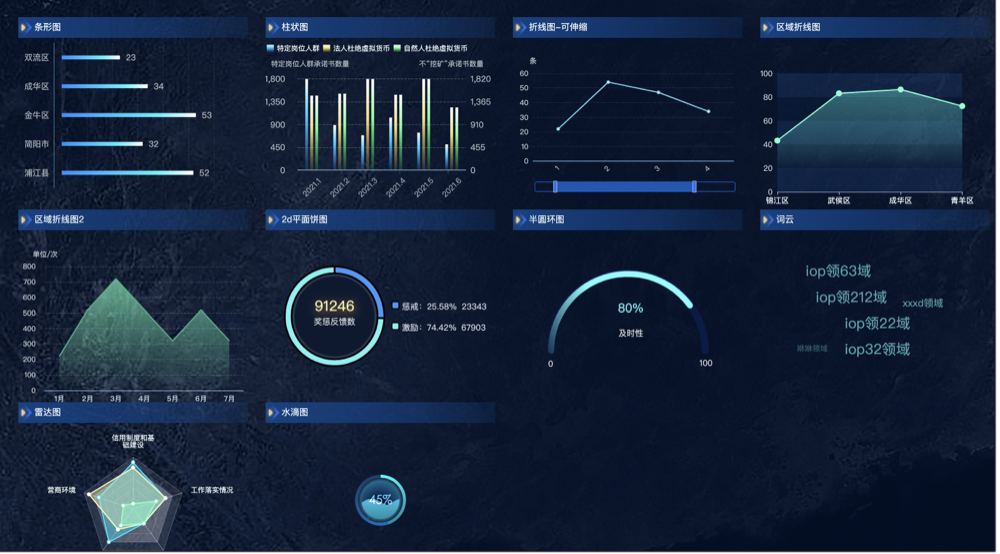 条形图
双流区
23
成华区
34
金牛区
53
简阳市
32
浦江县
52
柱状图
特定岗位人群 法人杜绝虚拟货币 自然人杜绝虚拟货币
特定岗位人群承诺书数量 不"挖矿"承诺书数量
1,800 1,820
1,350 1,365
900 910
450 455
0 0
2021.1 2021.2 2021.3 2021.4 2021.5 2021.6
折线图-可伸缩
条
60
50
40
30
20
10
0
1 2 3 4
区域折线图
100
80
60
40
20
0
锦江区 武侯区 成华区 青羊区
区域折线图2
单位/次
800
700
600
500
400
300
200
100
0
1月 2月 3月 4月 5月 6月 7月
2d平面饼图
91246
奖惩反馈数
惩戒: 25.58% 23343
激励: 74.42% 67903
半圆环图
80%
及时性
0 100
词云
iop领63域
iop领212域
xxxd领域
iop领22域
iop32领域
雷达图
信用制度和基
础建设
营商环境
工作落实情况
水滴图
45%